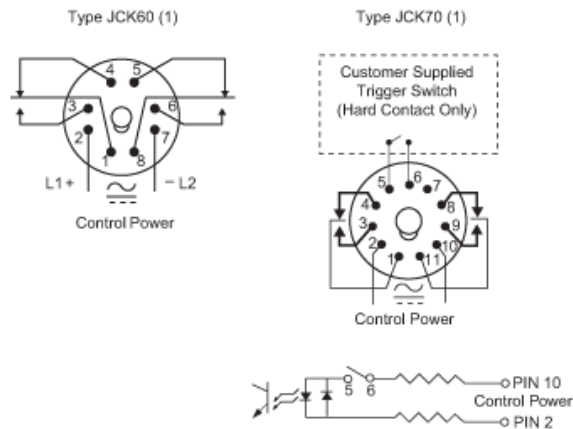 Type JCK60 (1)
4 5
3 6
2 7
1 8
L1+ – L2
Control Power
Type JCK70 (1)
Customer Supplied
Trigger Switch
(Hard Contact Only)
5 6 7
4 8
3 9
2 10
1 11
Control Power
5 6
PIN 10
Control Power
PIN 2